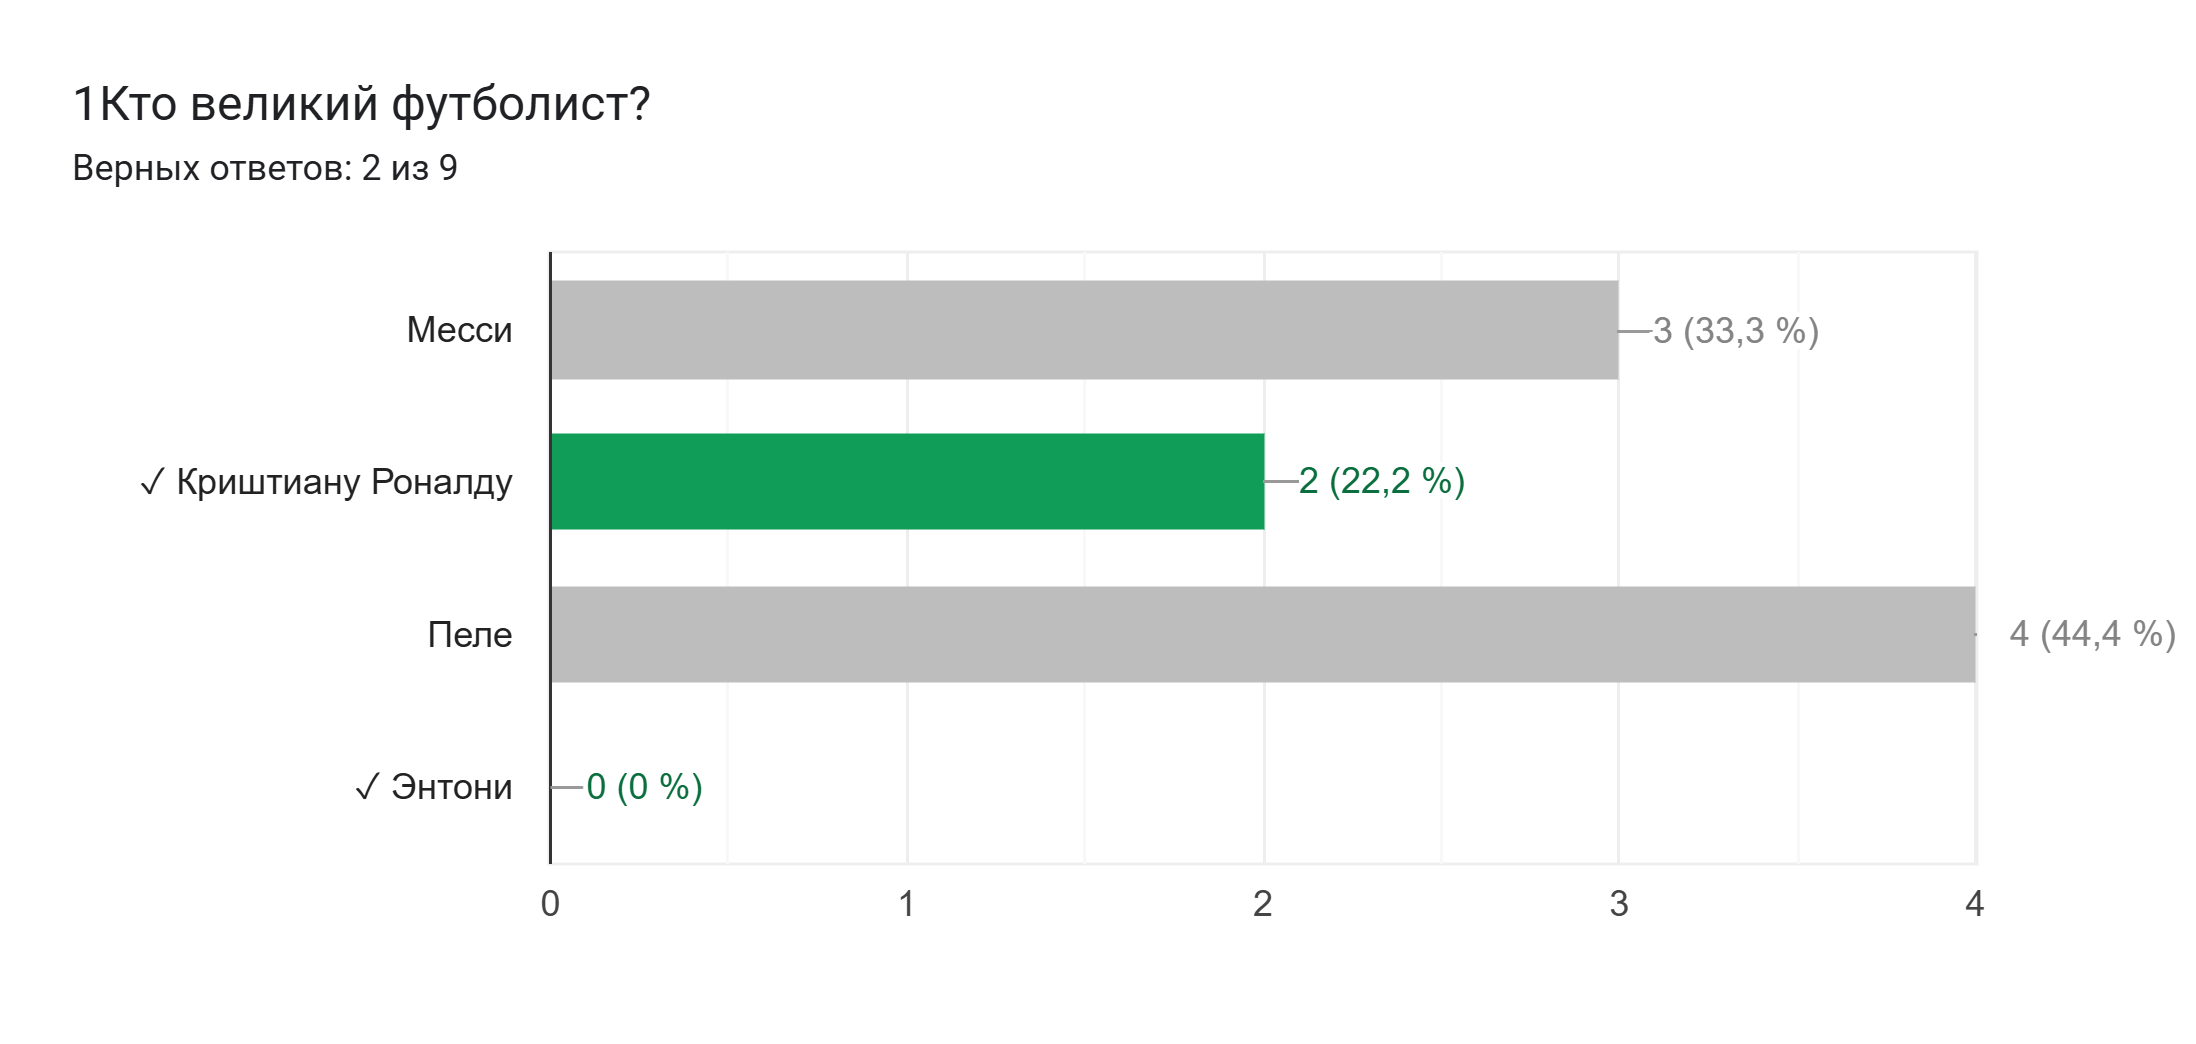 1Кто великий футболист?
Верных ответов: 2 из 9
Месси
3 (33,3 %)
✓ Криштиану Роналду
2 (22,2 %)
Пеле
4 (44,4 %)
✓ Энтони
0 (0 %)
0 1 2 3 4